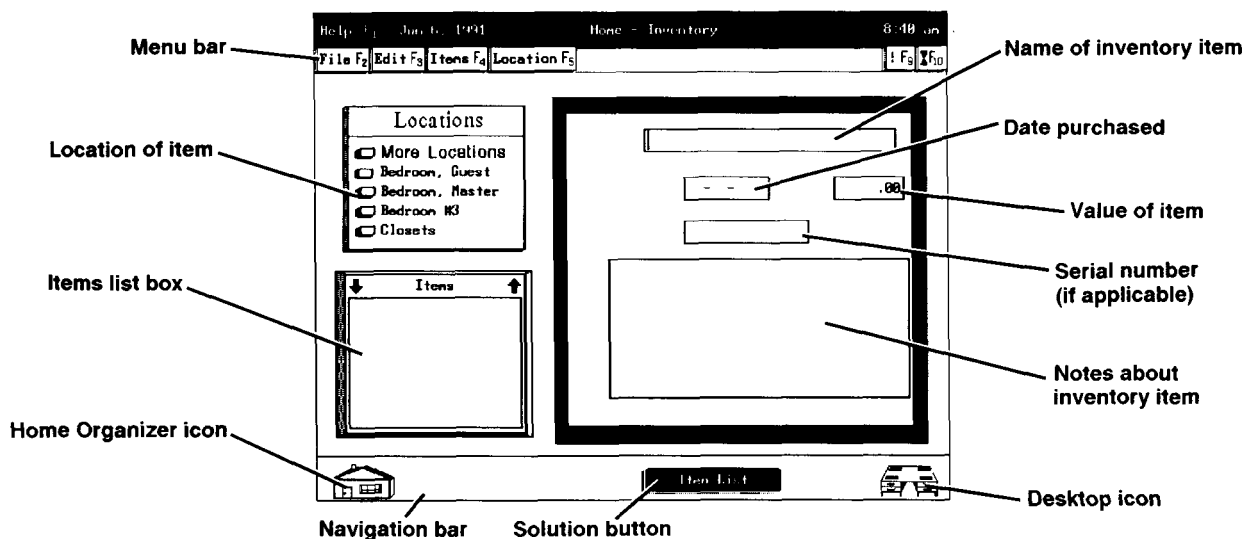 Help F1 Jun 6, 1991 Home - Inventory 8:40 am
File F2 Edit F3 Items F4 Location F5 ! F9 F10
Menu bar
Name of inventory item
Locations
More Locations
Bedroom, Guest
Bedroom, Master
Bedroom #3
Closets
Location of item
Date purchased
- -
.00
Value of item
Serial number
(if applicable)
Items list box
Items
Notes about
inventory item
Home Organizer icon
Item List
Desktop icon
Navigation bar
Solution button